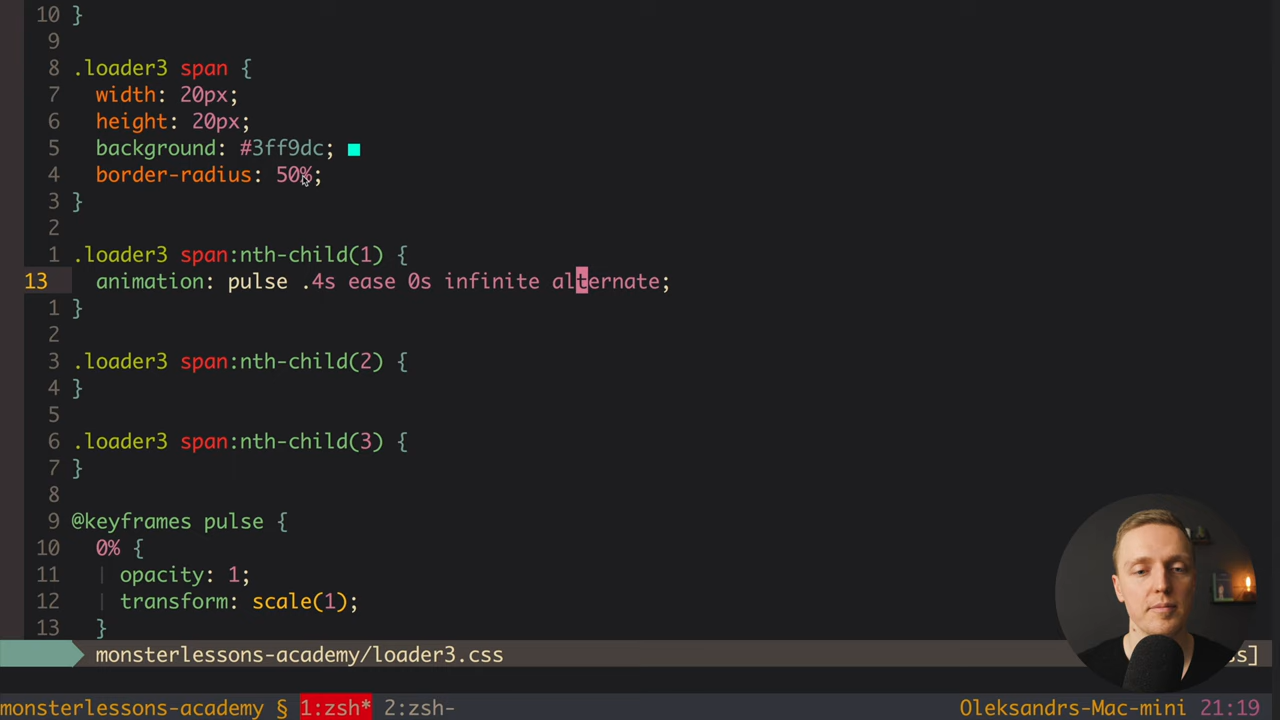 10 }
9
8 .loader3 span {
7 width: 20px;
6 height: 20px;
5 background: #3ff9dc;
4 border-radius: 50%;
3 }
2
1 .loader3 span:nth-child(1) {
13 animation: pulse .4s ease 0s infinite alternate;
1 }
2
3 .loader3 span:nth-child(2) {
4 }
5
6 .loader3 span:nth-child(3) {
7 }
8
9 @keyframes pulse {
10 0% {
11 opacity: 1;
12 transform: scale(1);
13 }
monsterlessons-academy/loader3.css s]
monsterlessons-academy § 1:zsh* 2:zsh- Oleksandrs-Mac-mini 21:19